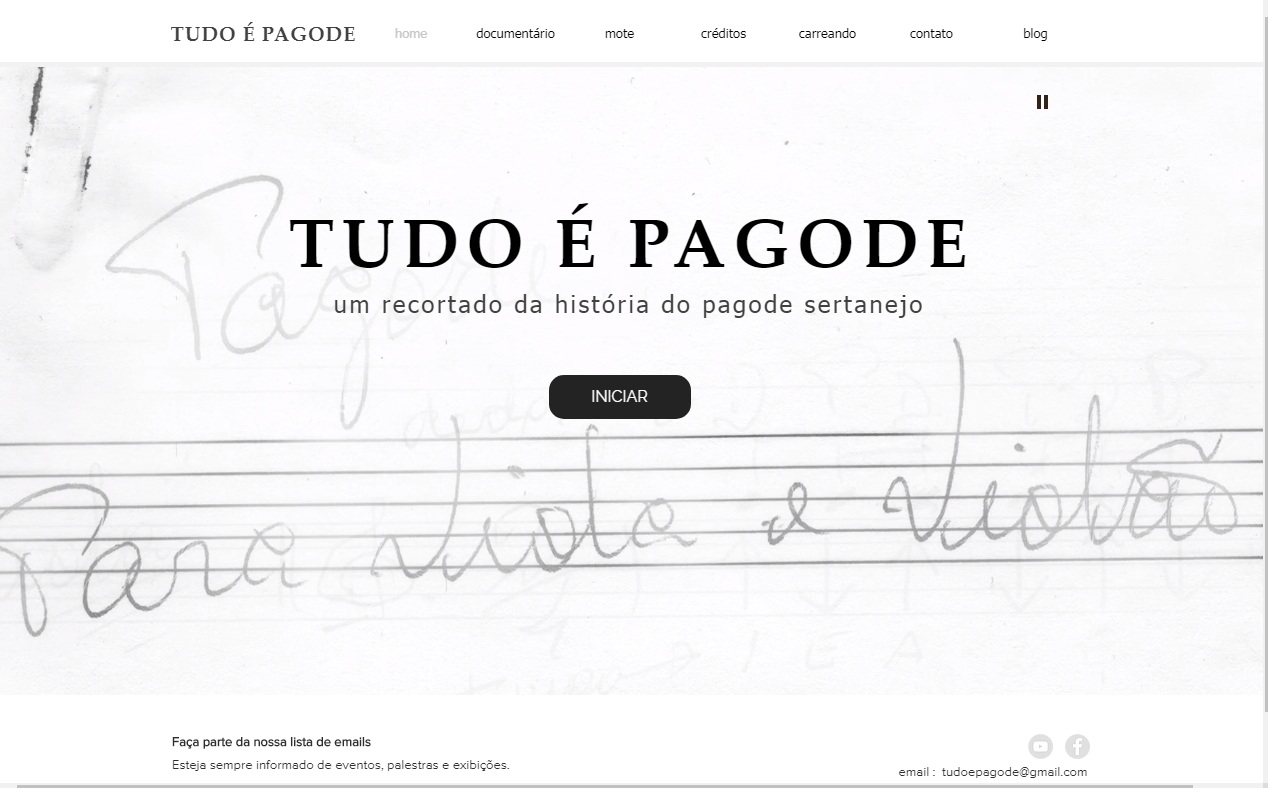 TUDO É PAGODE home documentário mote créditos carreando contato blog
Pagode
TUDO É PAGODE
um recortado da história do pagode sertanejo
INICIAR
Para Viola e Violão
Faça parte da nossa lista de emails
Esteja sempre informado de eventos, palestras e exibições.
email : tudoepagode@gmail.com